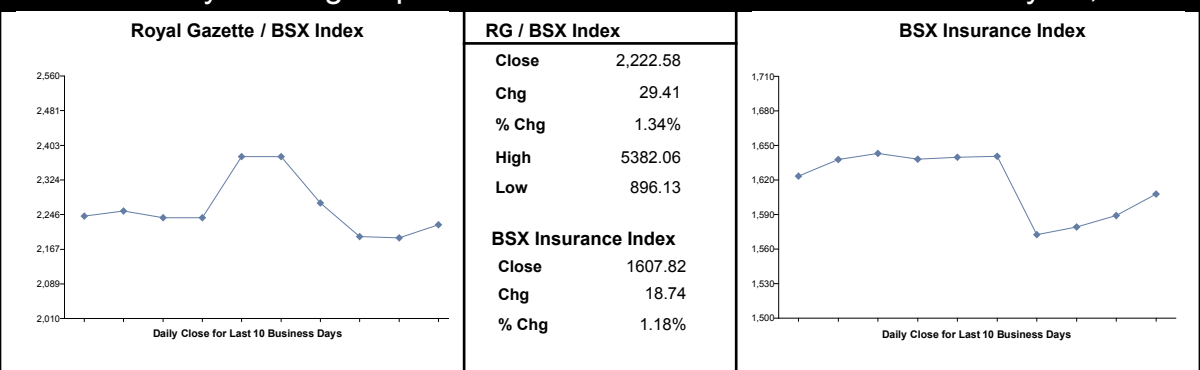 Royal Gazette / BSX Index
2,560
2,481
2,403
2,324
2,246
2,167
2,089
2,010
Daily Close for Last 10 Business Days
RG / BSX Index
Close 2,222.58
Chg 29.41
% Chg 1.34%
High 5382.06
Low 896.13
BSX Insurance Index
Close 1607.82
Chg 18.74
% Chg 1.18%
BSX Insurance Index
1,710
1,680
1,650
1,620
1,590
1,560
1,530
1,500
Daily Close for Last 10 Business Days